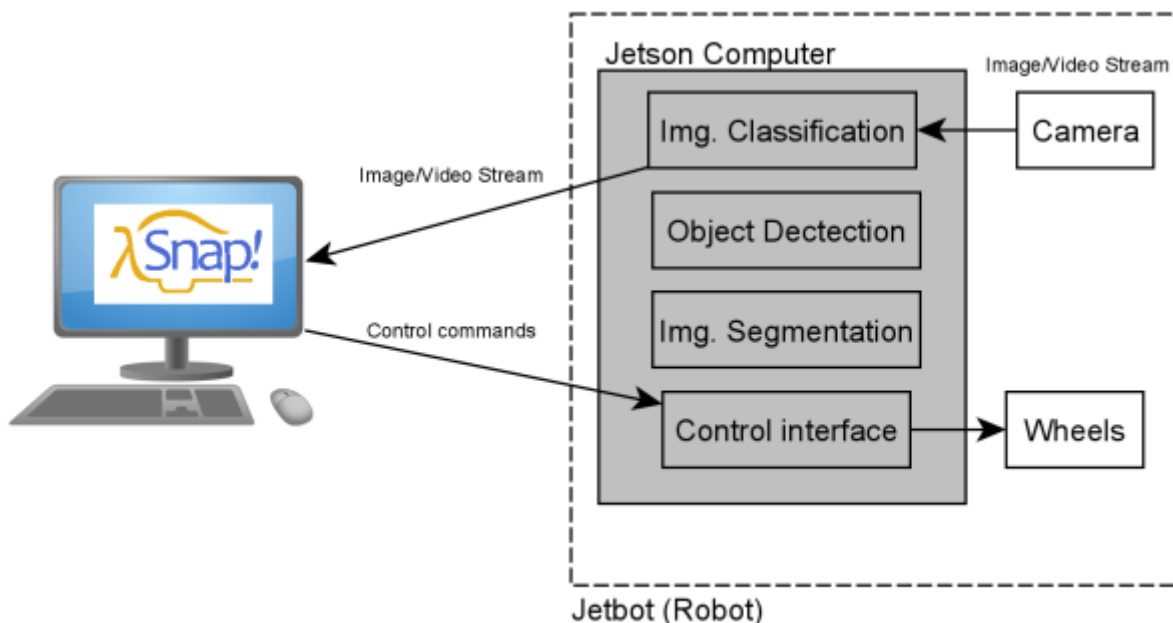 Jetson Computer
Image/Video Stream
Img. Classification
Camera
Image/Video Stream
Object Dectection
λSnap!
Img. Segmentation
Control commands
Control interface
Wheels
Jetbot (Robot)